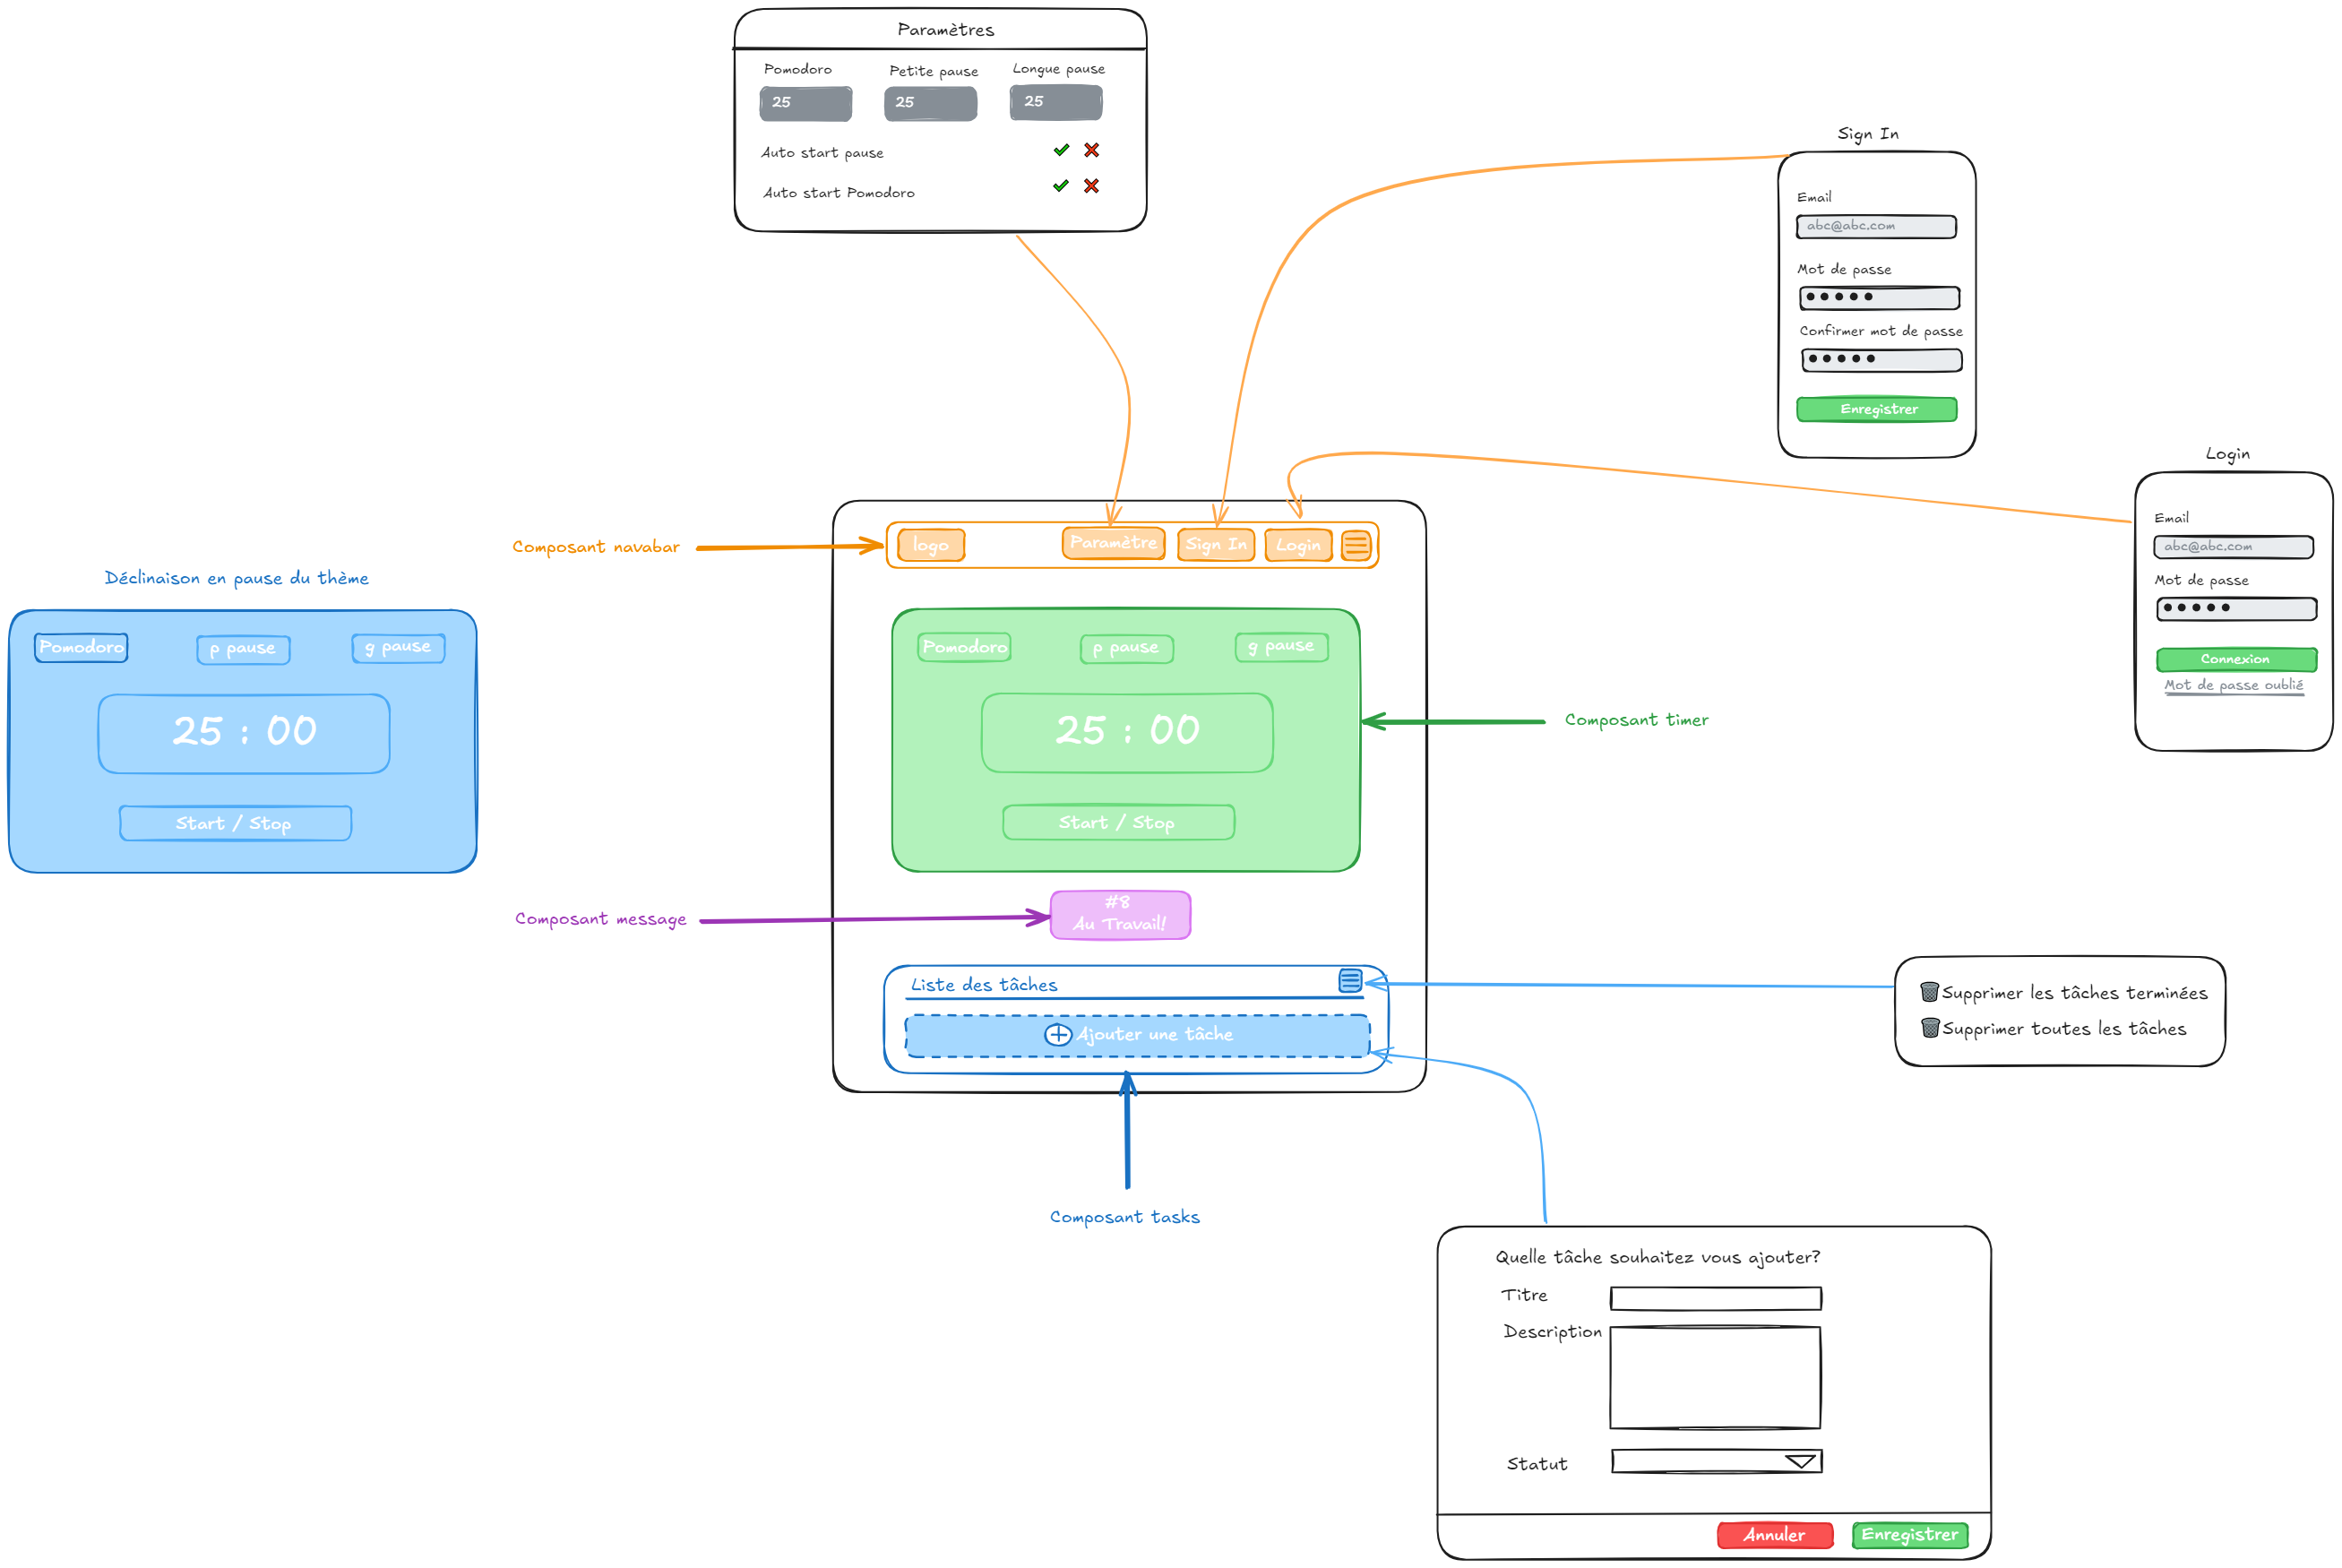 Paramètres
Pomodoro
Petite pause
Longue pause
25
25
25
Auto start pause
Auto start Pomodoro
Sign In
Email
abc@abc.com
Mot de passe
Confirmer mot de passe
Enregistrer
Login
Email
abc@abc.com
Mot de passe
Connexion
Mot de passe oublié
Composant navabar
logo
Paramètre
Sign In
Login
Déclinaison en pause du thème
Pomodoro
p pause
g pause
25 : 00
Start / Stop
Pomodoro
p pause
g pause
25 : 00
Start / Stop
Composant timer
Composant message
#8
Au Travail!
Liste des tâches
Ajouter une tâche
Supprimer les tâches terminées
Supprimer toutes les tâches
Composant tasks
Quelle tâche souhaitez vous ajouter?
Titre
Description
Statut
Annuler
Enregistrer